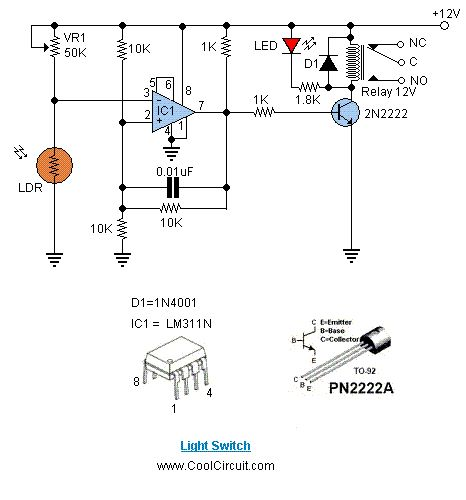 +12V
VR1
50K
10K
1K
LED
D1
NC
C
NO
Relay 12V
1.8K
1K
2N2222
5 6
8
3
-
IC1
7
2
+
4
1
LDR
0.01uF
10K
10K
D1=1N4001
IC1 = LM311N
8
4
1
C
B
E
E=Emitter
B=Base
C=Collector
TO-92
C
B
E
PN2222A
Light Switch
www.CoolCircuit.com